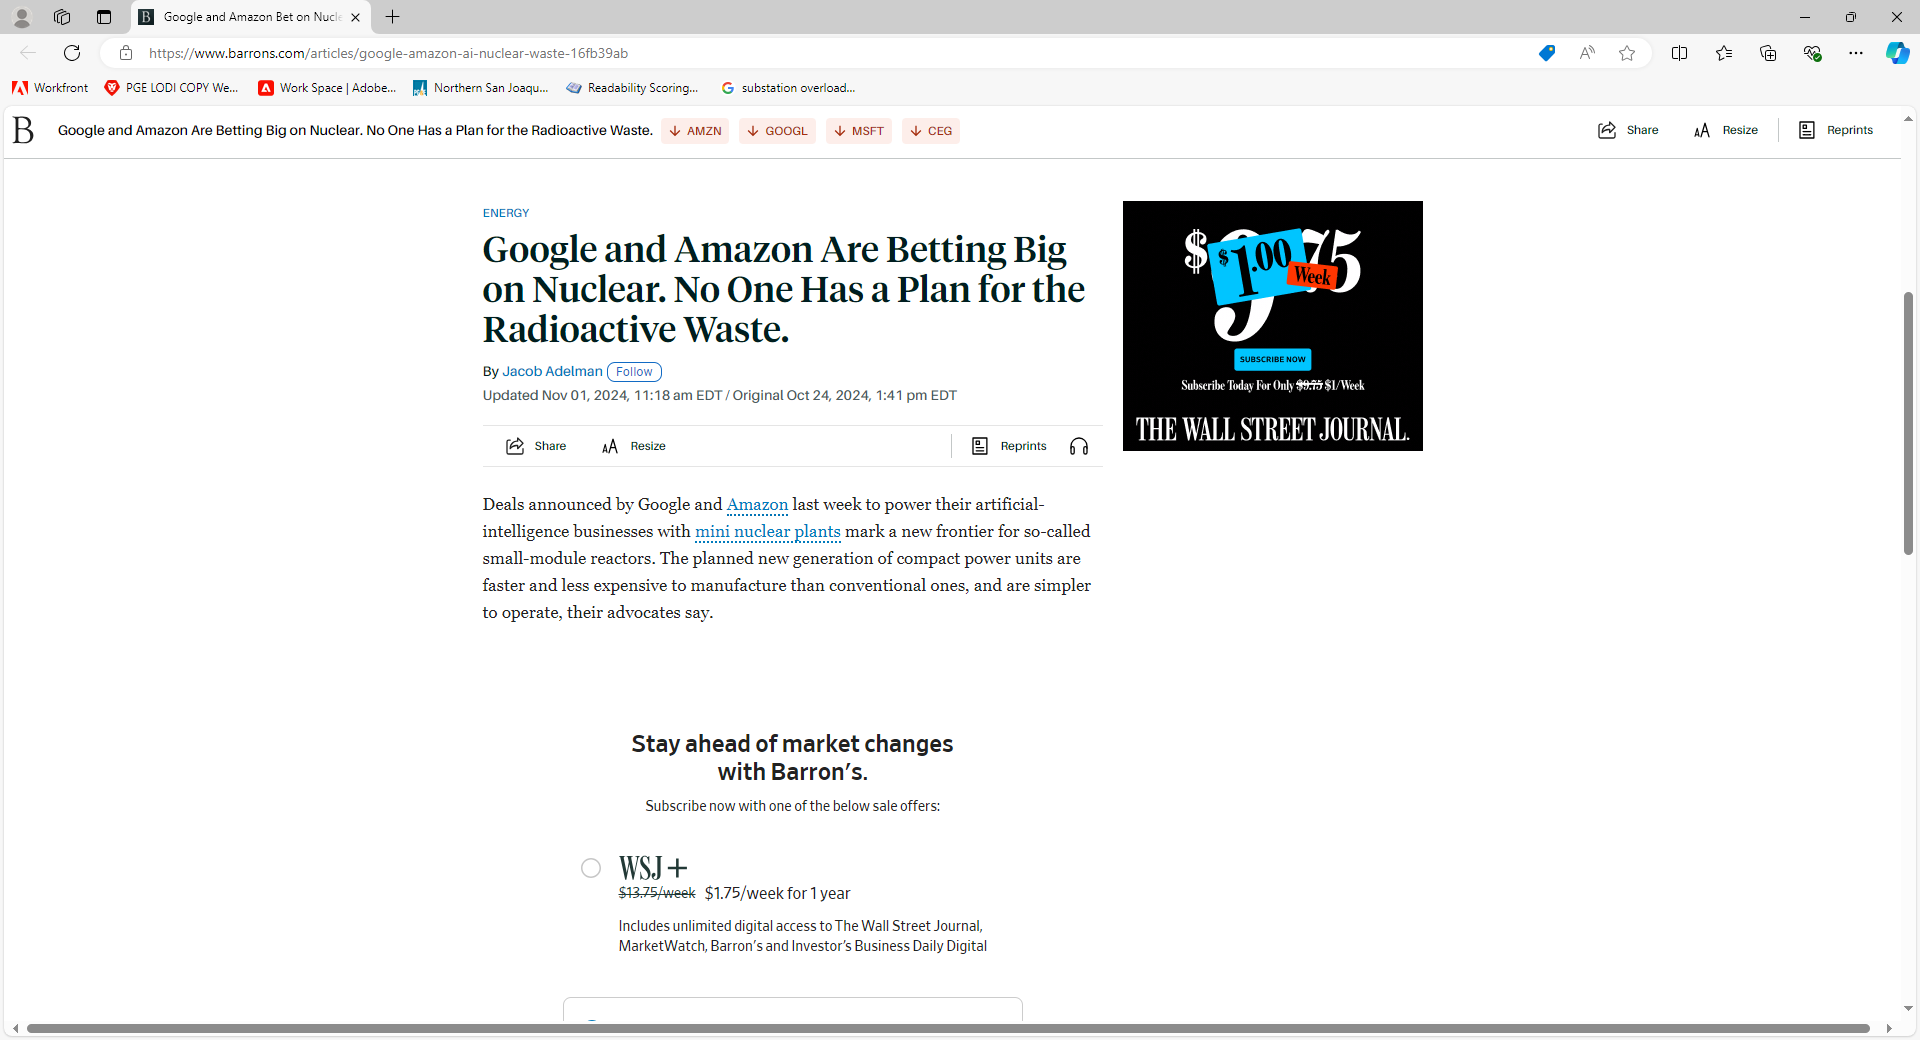 Google and Amazon Bet on Nucle
https://www.barrons.com/articles/google-amazon-ai-nuclear-waste-16fb39ab
Workfront
PGE LODI COPY We...
Work Space | Adobe...
Northern San Joaqu...
Readability Scoring...
substation overload...
B Google and Amazon Are Betting Big on Nuclear. No One Has a Plan for the Radioactive Waste. AMZN GOOGL MSFT CEG
Share Resize Reprints
ENERGY
Google and Amazon Are Betting Big
on Nuclear. No One Has a Plan for the
Radioactive Waste.
By Jacob Adelman Follow
Updated Nov 01, 2024, 11:18 am EDT / Original Oct 24, 2024, 1:41 pm EDT
Share Resize Reprints
Deals announced by Google and Amazon last week to power their artificial-
intelligence businesses with mini nuclear plants mark a new frontier for so-called
small-module reactors. The planned new generation of compact power units are
faster and less expensive to manufacture than conventional ones, and are simpler
to operate, their advocates say.
$9.75
$1.00
Week
SUBSCRIBE NOW
Subscribe Today For Only $9.75 $1/Week
THE WALL STREET JOURNAL.
Stay ahead of market changes
with Barron's.
Subscribe now with one of the below sale offers:
WSJ+
$13.75/week $1.75/week for 1 year
Includes unlimited digital access to The Wall Street Journal,
MarketWatch, Barron's and Investor's Business Daily Digital